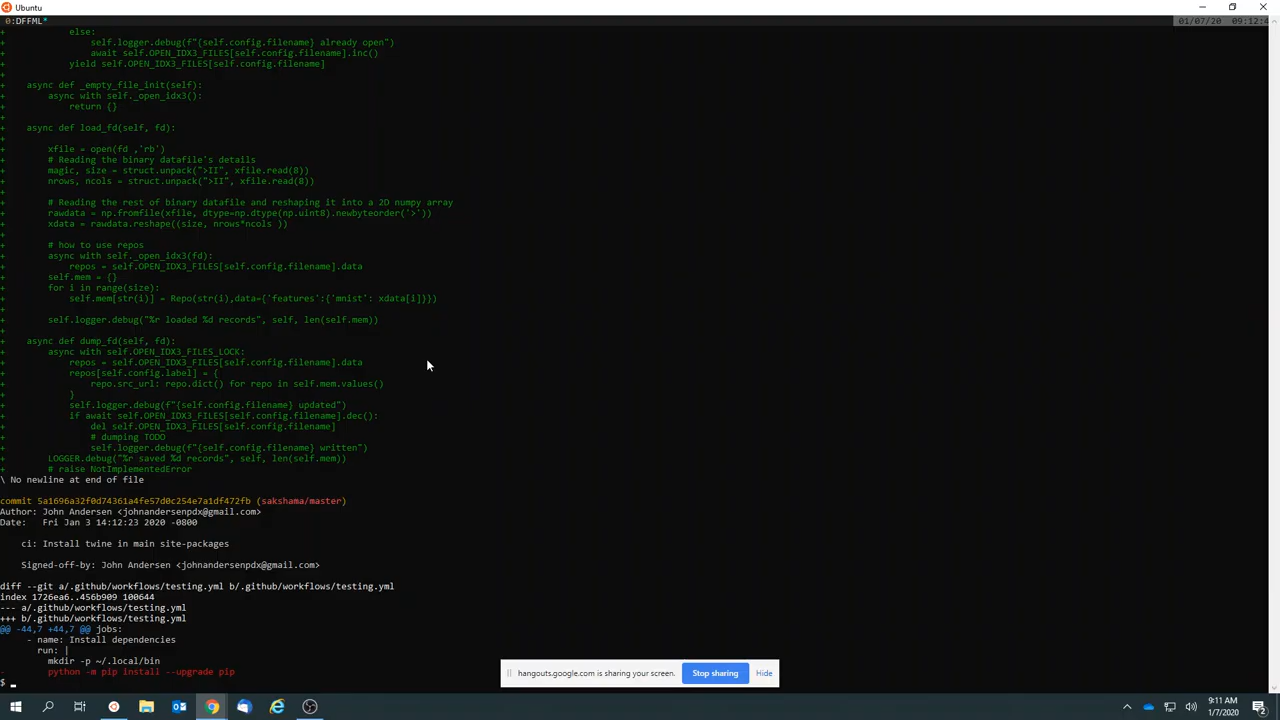 Ubuntu
0:DFFML*
01/07/20 09:12:4
+ else:
+ self.logger.debug(f"{self.config.filename} already open")
+ await self.OPEN_IDX3_FILES[self.config.filename].inc()
+ yield self.OPEN_IDX3_FILES[self.config.filename]
+
+ async def _empty_file_init(self):
+ async with self._open_idx3():
+ return {}
+
+ async def load_fd(self, fd):
+
+ xfile = open(fd ,'rb')
+ # Reading the binary datafile's details
+ magic, size = struct.unpack(">II", xfile.read(8))
+ nrows, ncols = struct.unpack(">II", xfile.read(8))
+
+ # Reading the rest of binary datafile and reshaping it into a 2D numpy array
+ rawdata = np.fromfile(xfile, dtype=np.dtype(np.uint8).newbyteorder('>'))
+ xdata = rawdata.reshape((size, nrows*ncols ))
+
+ # how to use repos
+ async with self._open_idx3(fd):
+ repos = self.OPEN_IDX3_FILES[self.config.filename].data
+ self.mem = {}
+ for i in range(size):
+ self.mem[str(i)] = Repo(str(i),data={'features':{'mnist': xdata[i]}})
+
+ self.logger.debug("%r loaded %d records", self, len(self.mem))
+
+ async def dump_fd(self, fd):
+ async with self.OPEN_IDX3_FILES_LOCK:
+ repos = self.OPEN_IDX3_FILES[self.config.filename].data
+ repos[self.config.label] = {
+ repo.src_url: repo.dict() for repo in self.mem.values()
+ }
+ self.logger.debug(f"{self.config.filename} updated")
+ if await self.OPEN_IDX3_FILES[self.config.filename].dec():
+ del self.OPEN_IDX3_FILES[self.config.filename]
+ # dumping TODO
+ self.logger.debug(f"{self.config.filename} written")
+ LOGGER.debug("%r saved %d records", self, len(self.mem))
+ # raise NotImplementedError
\ No newline at end of file
commit 5a1696a32f0d74361a4fe57d0c254e7a1df472fb (sakshama/master)
Author: John Andersen <johnandersenpdx@gmail.com>
Date: Fri Jan 3 14:12:23 2020 -0800
ci: Install twine in main site-packages
Signed-off-by: John Andersen <johnandersenpdx@gmail.com>
diff --git a/.github/workflows/testing.yml b/.github/workflows/testing.yml
index 1726ea6..456b909 100644
--- a/.github/workflows/testing.yml
+++ b/.github/workflows/testing.yml
@@ -44,7 +44,7 @@ jobs:
- name: Install dependencies
run: |
mkdir -p ~/.local/bin
- python -m pip install --upgrade pip
$
hangouts.google.com is sharing your screen. Stop sharing Hide
9:11 AM
1/7/2020
2